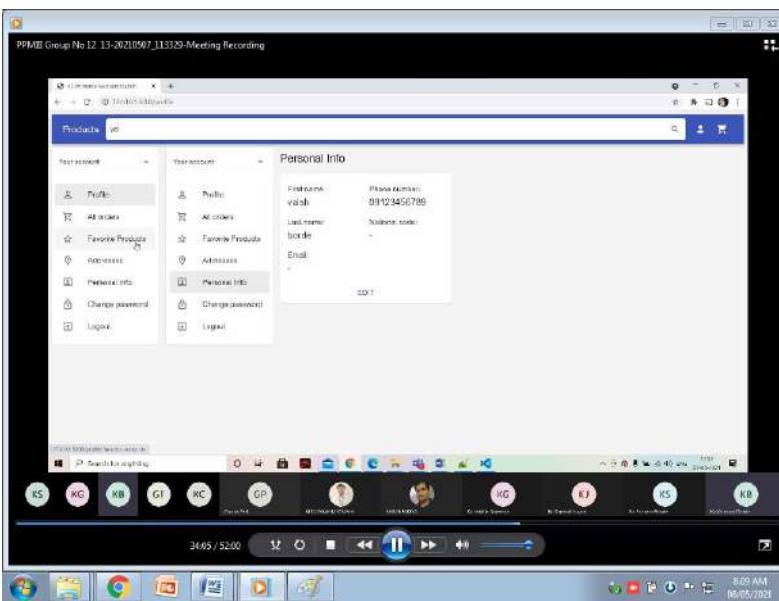 PPMIII Group No 12 13-20210507_113329-Meeting Recording
Products
Your account
Your account
Personal Info
Profile
Profile
First name
Phone number
vaish
09123456789
All orders
All orders
Last name
National code
borde
-
Favorite Products
Favorite Products
Email
-
Addresses
Addresses
Personal Info
Personal Info
EDIT
Change password
Change password
Logout
Logout
Search for anything
KS
KG
KB
GT
KC
GP
KG
KJ
KS
KB
34:05 / 52:00
8:09 AM
06/05/2021